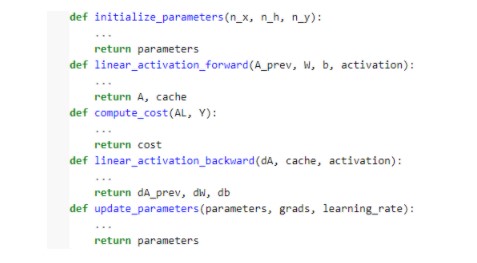 def initialize_parameters(n_x, n_h, n_y):
...
return parameters
def linear_activation_forward(A_prev, W, b, activation):
...
return A, cache
def compute_cost(AL, Y):
...
return cost
def linear_activation_backward(dA, cache, activation):
...
return dA_prev, dW, db
def update_parameters(parameters, grads, learning_rate):
...
return parameters